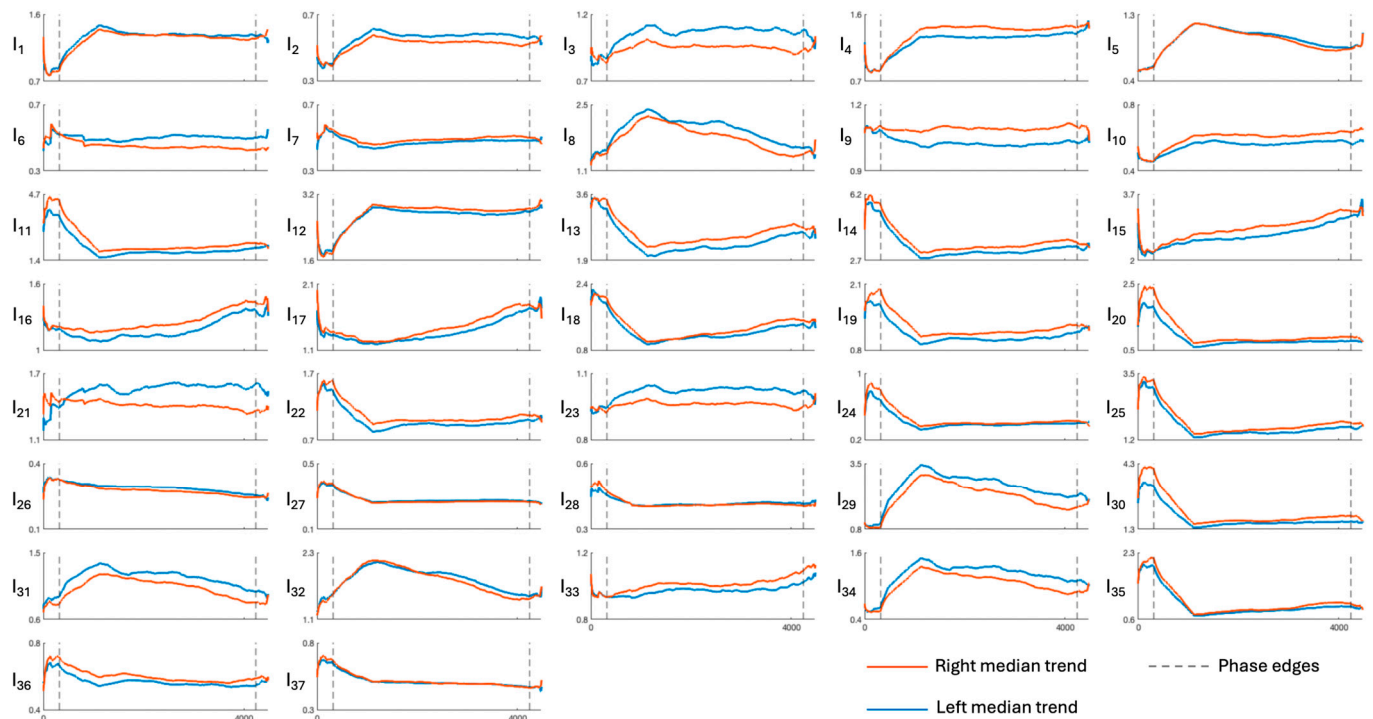 1.6 0.7 1.2 1.6 1.3
I1 I2 I3 I4 I5
0.7 0.3 0.6 0.7 0.4
0.7 0.7 2.5 1.2 0.8
I6 I7 I8 I9 I10
0.3 0.3 1.1 0.9 0.4
4.7 3.2 3.6 6.2 3.7
I11 I12 I13 I14 I15
1.4 1.6 1.9 2.7 2
1.6 2.1 2.4 2.1 2.5
I16 I17 I18 I19 I20
1 1.1 1 0.8 0.5
1.7 1.7 1.3 1 3.5
I21 I22 I23 I24 I25
1.1 0.7 0.8 0.2 1.2
0.4 0.5 0.6 3.5 4.3
I26 I27 I28 I29 I30
0.1 0.1 0.3 0.8 1.3
1.5 1.6 2.3
I31 I32 I33 I34 I35
0.6 1.1 0.4 0.6
0 4000 0 4000 0 4000
0.8 0.8
I36 I37
0.4 0.3
0 4000 0 4000
Right median trend
Phase edges
Left median trend